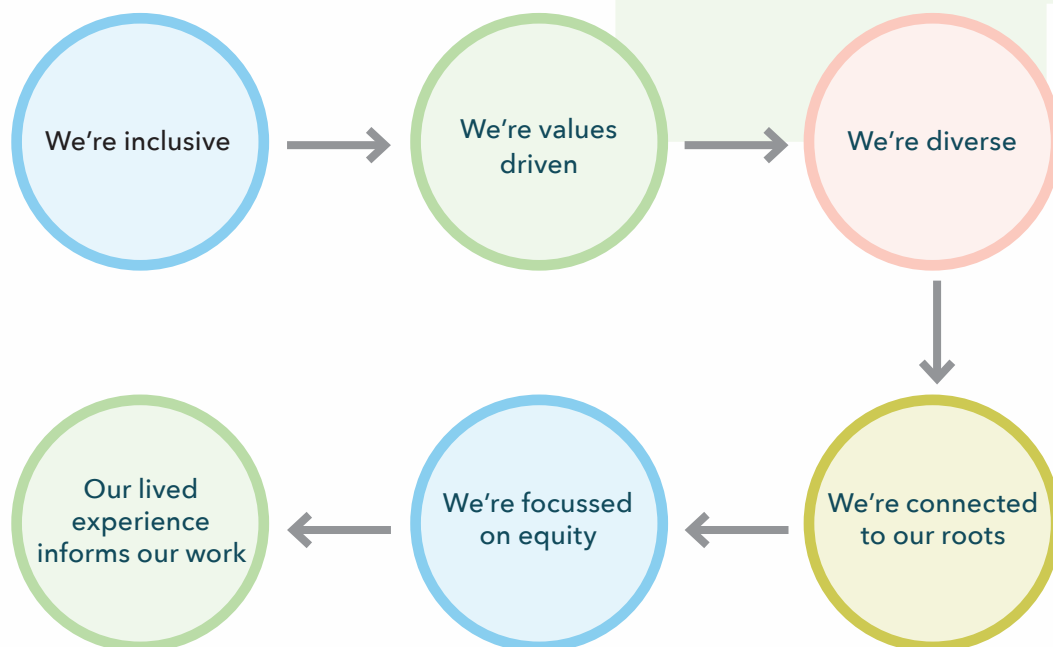 We're inclusive
We're values
driven
We're diverse
We're connected
to our roots
We're focussed
on equity
Our lived
experience
informs our work